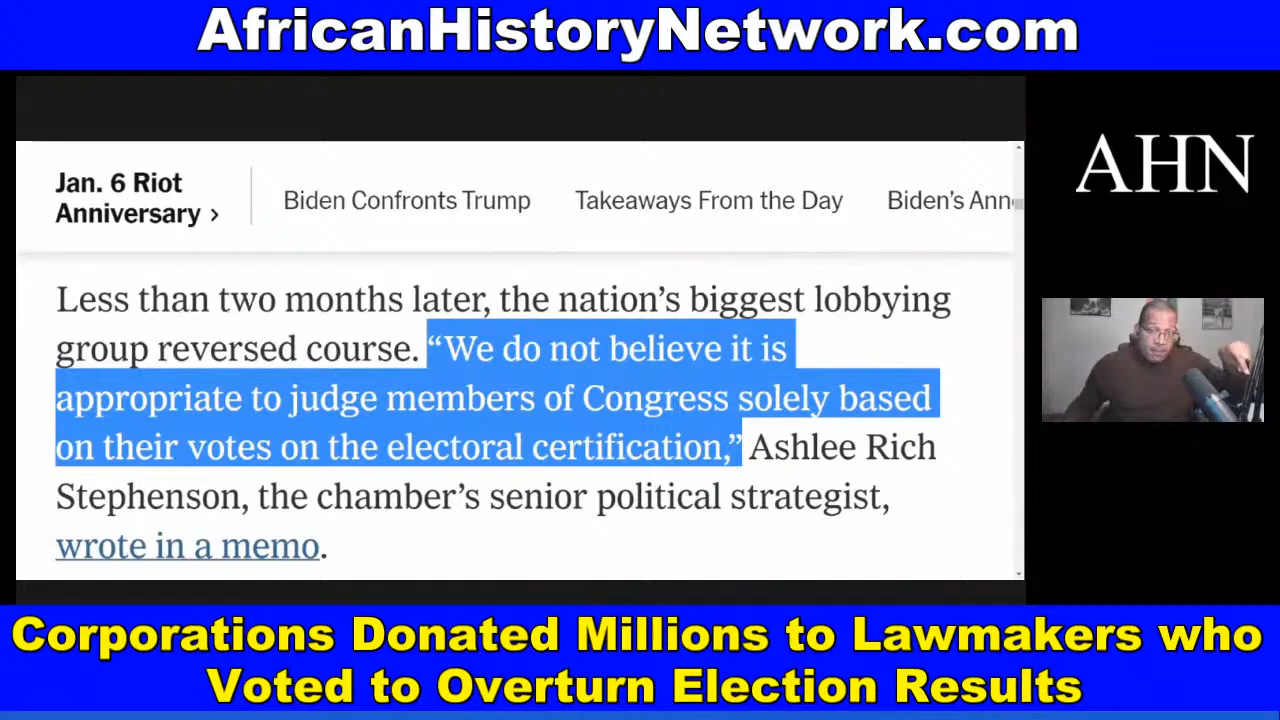 AfricanHistoryNetwork.com
AHN
Jan. 6 Riot
Anniversary ›
Biden Confronts Trump
Takeaways From the Day
Biden’s Ann
Less than two months later, the nation’s biggest lobbying
group reversed course. “We do not believe it is
appropriate to judge members of Congress solely based
on their votes on the electoral certification,” Ashlee Rich
Stephenson, the chamber’s senior political strategist,
wrote in a memo.
Corporations Donated Millions to Lawmakers who
Voted to Overturn Election Results